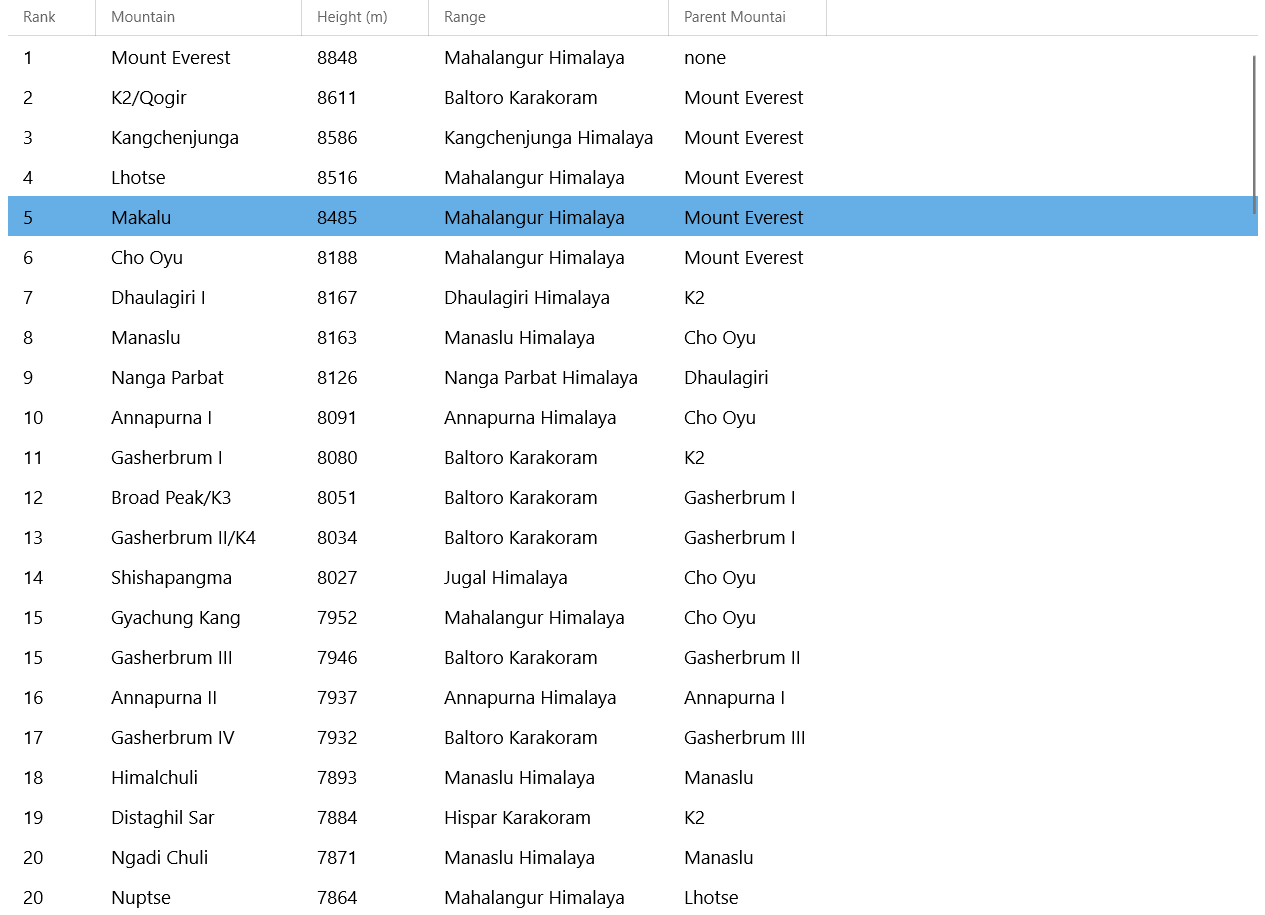 Rank Mountain Height (m) Range Parent Mountai
1 Mount Everest 8848 Mahalangur Himalaya none
2 K2/Qogir 8611 Baltoro Karakoram Mount Everest
3 Kangchenjunga 8586 Kangchenjunga Himalaya Mount Everest
4 Lhotse 8516 Mahalangur Himalaya Mount Everest
5 Makalu 8485 Mahalangur Himalaya Mount Everest
6 Cho Oyu 8188 Mahalangur Himalaya Mount Everest
7 Dhaulagiri I 8167 Dhaulagiri Himalaya K2
8 Manaslu 8163 Manaslu Himalaya Cho Oyu
9 Nanga Parbat 8126 Nanga Parbat Himalaya Dhaulagiri
10 Annapurna I 8091 Annapurna Himalaya Cho Oyu
11 Gasherbrum I 8080 Baltoro Karakoram K2
12 Broad Peak/K3 8051 Baltoro Karakoram Gasherbrum I
13 Gasherbrum II/K4 8034 Baltoro Karakoram Gasherbrum I
14 Shishapangma 8027 Jugal Himalaya Cho Oyu
15 Gyachung Kang 7952 Mahalangur Himalaya Cho Oyu
15 Gasherbrum III 7946 Baltoro Karakoram Gasherbrum II
16 Annapurna II 7937 Annapurna Himalaya Annapurna I
17 Gasherbrum IV 7932 Baltoro Karakoram Gasherbrum III
18 Himalchuli 7893 Manaslu Himalaya Manaslu
19 Distaghil Sar 7884 Hispar Karakoram K2
20 Ngadi Chuli 7871 Manaslu Himalaya Manaslu
20 Nuptse 7864 Mahalangur Himalaya Lhotse